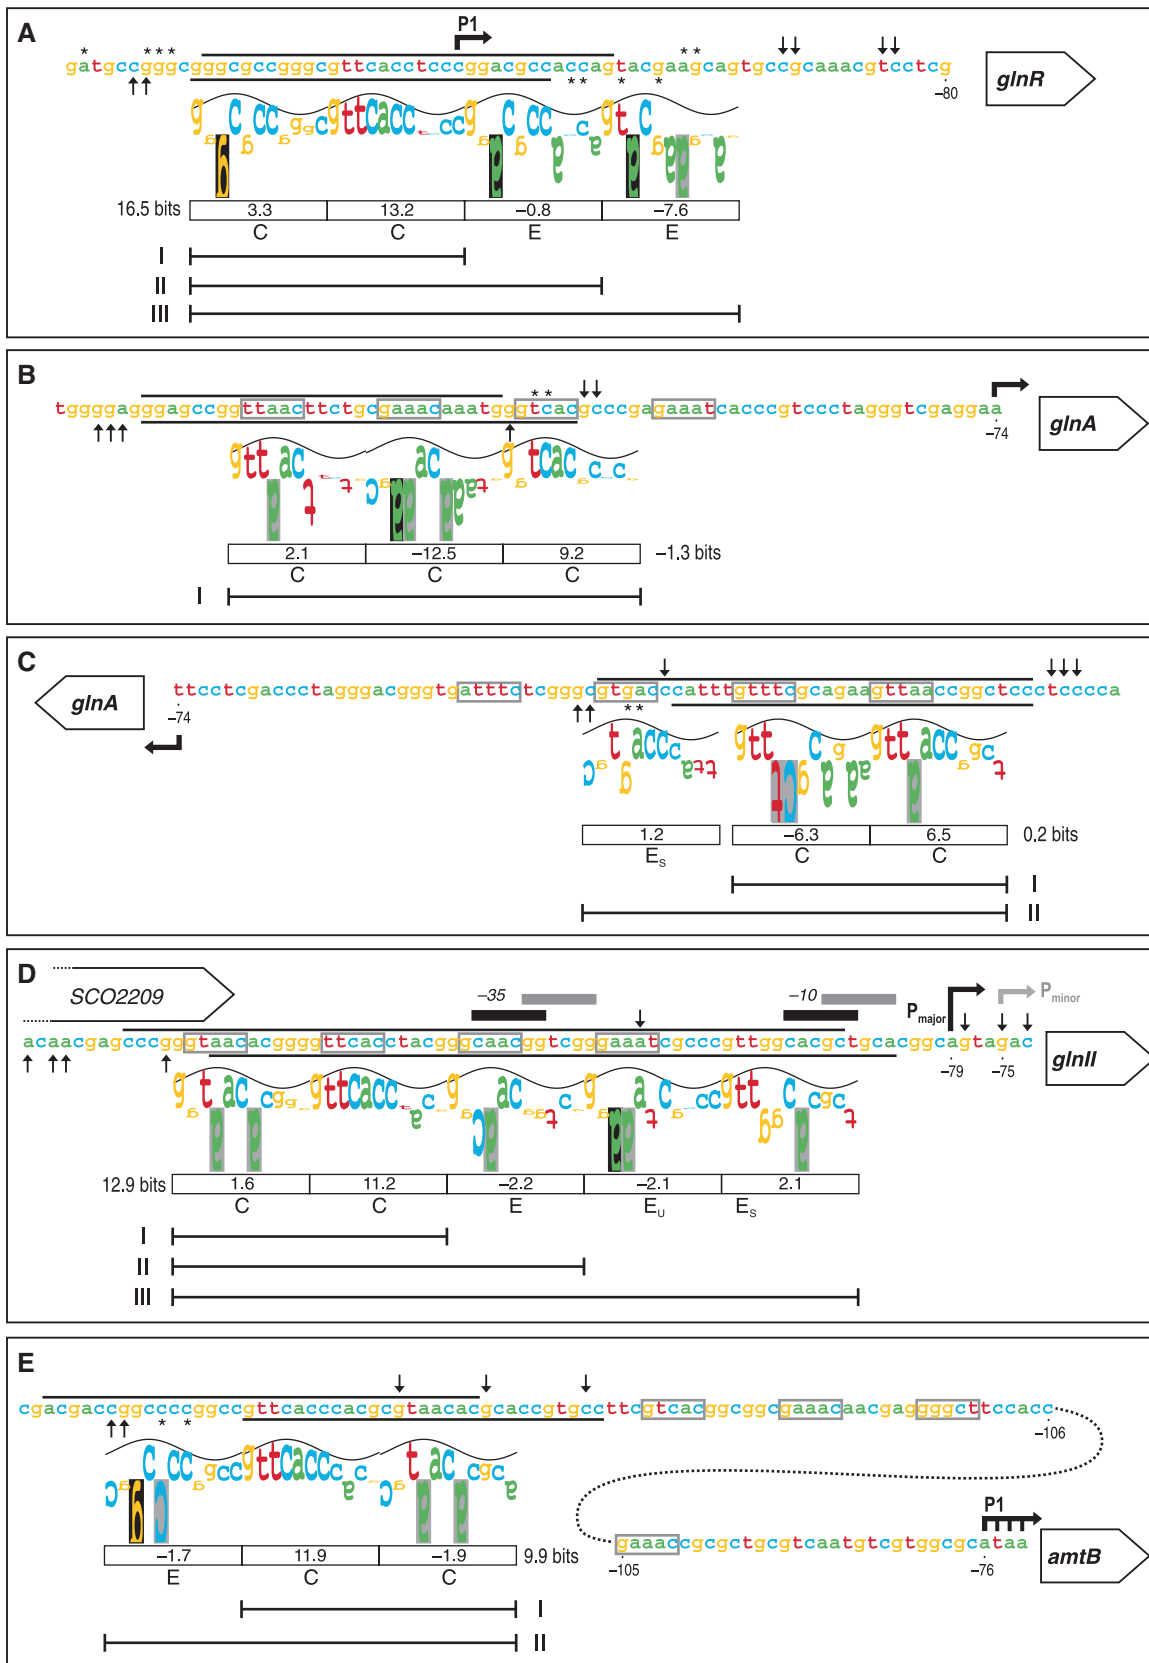 A
P1
* * * * * *
gatgccgggcgggcgccgggcgttcacctcccggacgccaccagtacgaagcagtgccgcaaacgtcctcg
* * * *
−80
glnR
16.5 bits
3.3 13.2 −0.8 −7.6
C C E E
I
II
III
B
* *
tggggagggagccggttaacttctgcgaaacaaatgggtcacgcccgagaaatcacccgtccctagggtcgaggaa
−74
glnA
2.1 −12.5 9.2
−1.3 bits
C C C
I
C
glnA
ttcctcgaccctagggacgggtgatttctcgggcgtgacccatttgtttcgcagaagttaaccggctccctcccca
−74
* *
1.2 −6.3 6.5
0.2 bits
Es C C
I
II
D
SCO2209
−35 −10
Pmajor Pminor
acaacgagcccgggtaacacggggttcacctacgggcaacggtcgggaaatcgcccgttggcacgctgcacggcagtagac
−79 −75
glnII
12.9 bits
1.6 11.2 −2.2 −2.1 2.1
C C E EU Es
I
II
III
E
cgacgaccggccccggccgttcacccacgcgtaacacgcaccgtgccttcgtcacggcggcgaaacaacgaggggcttccacc
* *
−106
P1
gaaaccgcgctgcgtcaatgtcgtggcgcataa
−105 −76
amtB
−1.7 11.9 −1.9
9.9 bits
E C C
I
II